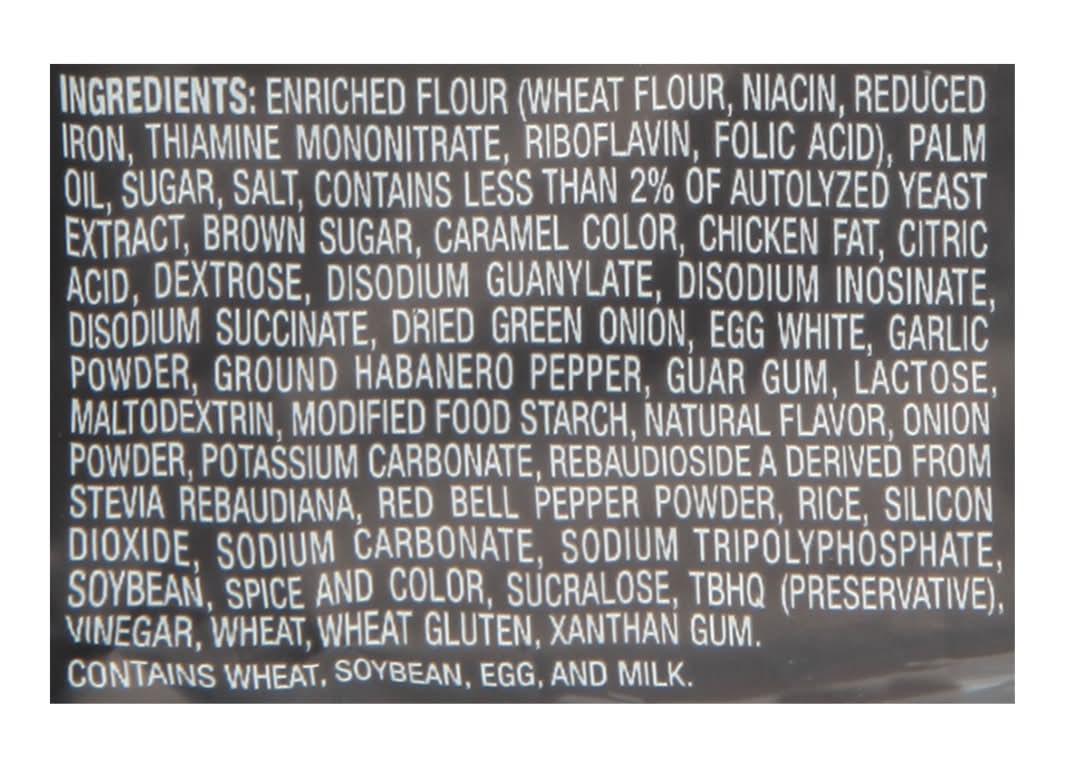 INGREDIENTS: ENRICHED FLOUR (WHEAT FLOUR, NIACIN, REDUCED
IRON, THIAMINE MONONITRATE, RIBOFLAVIN, FOLIC ACID), PALM
OIL, SUGAR, SALT, CONTAINS LESS THAN 2% OF AUTOLYZED YEAST
EXTRACT, BROWN SUGAR, CARAMEL COLOR, CHICKEN FAT, CITRIC
ACID, DEXTROSE, DISODIUM GUANYLATE, DISODIUM INOSINATE,
DISODIUM SUCCINATE, DRIED GREEN ONION, EGG WHITE, GARLIC
POWDER, GROUND HABANERO PEPPER, GUAR GUM, LACTOSE,
MALTODEXTRIN, MODIFIED FOOD STARCH, NATURAL FLAVOR, ONION
POWDER, POTASSIUM CARBONATE, REBAUDIOSIDE A DERIVED FROM
STEVIA REBAUDIANA, RED BELL PEPPER POWDER, RICE, SILICON
DIOXIDE, SODIUM CARBONATE, SODIUM TRIPOLYPHOSPHATE,
SOYBEAN, SPICE AND COLOR, SUCRALOSE, TBHQ (PRESERVATIVE),
VINEGAR, WHEAT, WHEAT GLUTEN, XANTHAN GUM.
CONTAINS WHEAT, SOYBEAN, EGG, AND MILK.